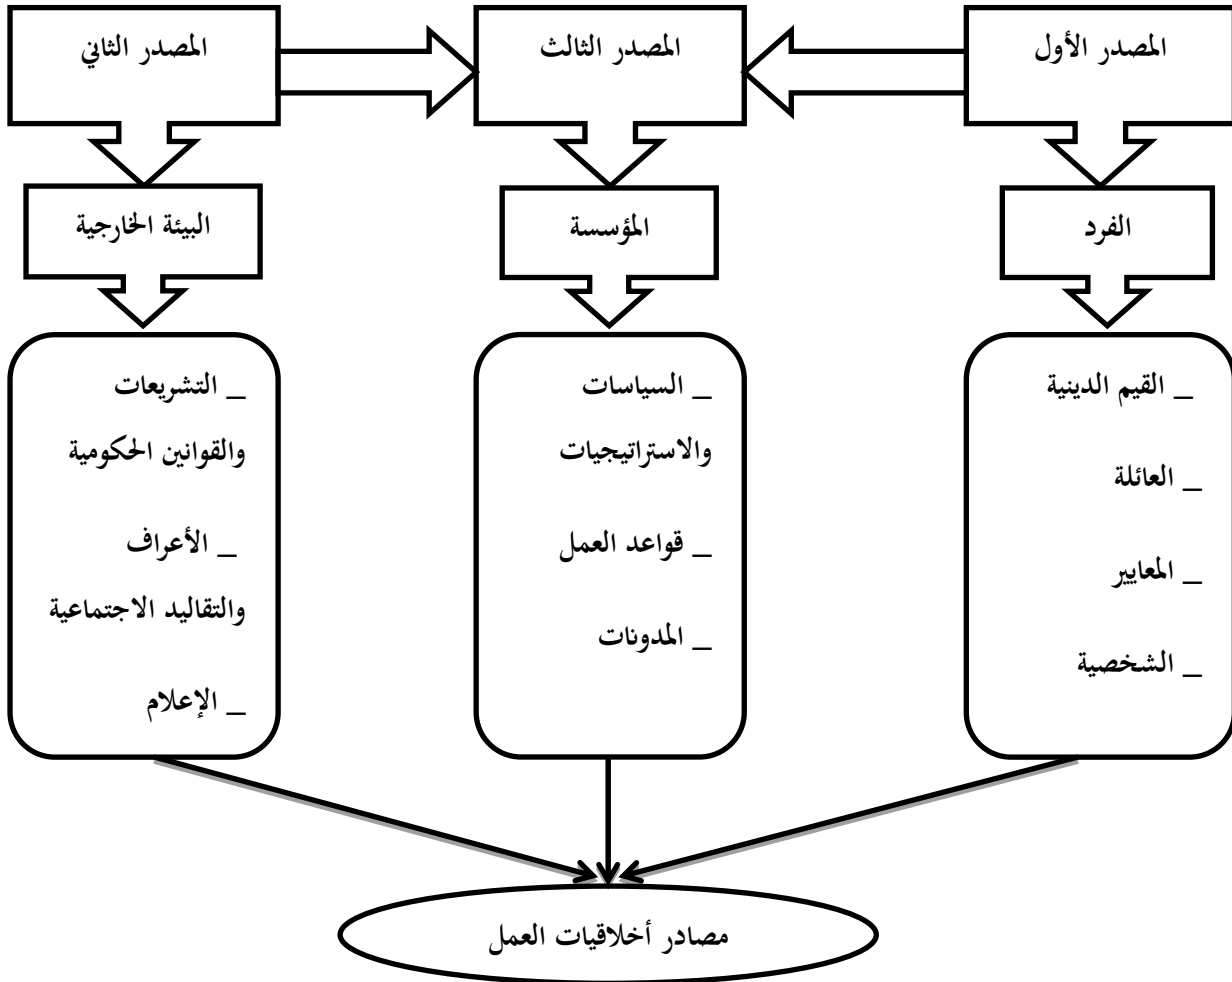 المصدر الأول
المصدر الثالث
المصدر الثاني
الفرد
المؤسسة
البيئة الخارجية
_ القيم الدينية
_ العائلة
_ المعايير
_ الشخصية
_ السياسات
والاستراتيجيات
_ قواعد العمل
_ المدونات
_ التشريعات
والقوانين الحكومية
_ الأعراف
والتقاليد الاجتماعية
_ الإعلام
مصادر أخلاقيات العمل